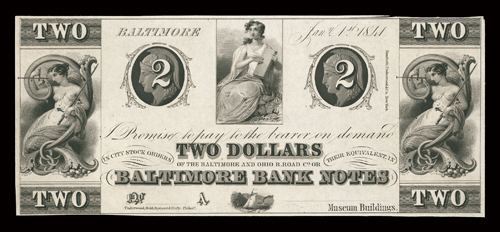 TWO TWO
BALTIMORE Jany 1st 1841
2 2
I Promise to pay to the bearer on demand
TWO DOLLARS
IN CITY STOCK ORDERS OF THE BALTIMORE AND OHIO R.ROAD Co OR THEIR EQUIVALENT IN
BALTIMORE BANK NOTES
No A
Museum Buildings.
TWO TWO